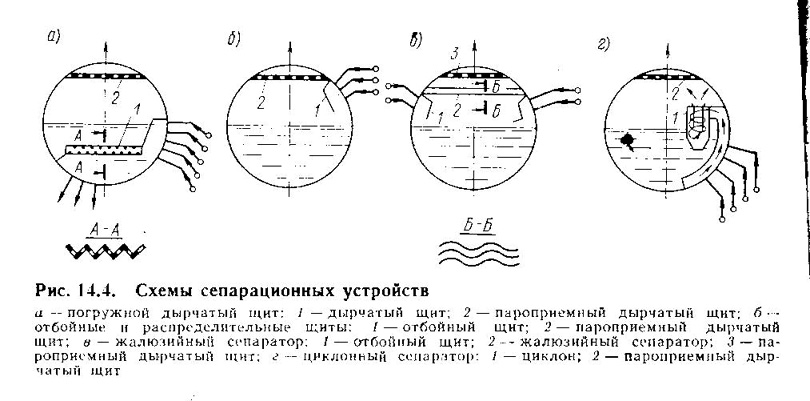 а) б) в) г)
3
2 2 Б 2
1 2 1
А 1 1 Б 1
А
А-А Б-Б
Рис. 14.4. Схемы сепарационных устройств
а — погружной дырчатый щит: 1 — дырчатый щит; 2 — пароприемный дырчатый щит; б —
отбойные и распределительные щиты: 1 — отбойный щит; 2 — пароприемный дырчатый
щит; в — жалюзийный сепаратор: 1 — отбойный щит; 2 — жалюзийный сепаратор; 3 — па-
роприемный дырчатый щит; г — циклонный сепаратор: 1 — циклон; 2 — пароприемный дыр-
чатый щит